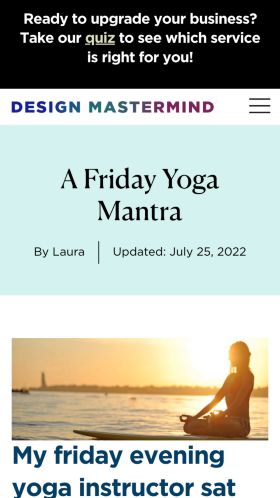 Ready to upgrade your business?
Take our quiz to see which service
is right for you!
DESIGN MASTERMIND
A Friday Yoga
Mantra
By Laura
Updated: July 25, 2022
My friday evening
yoga instructor sat